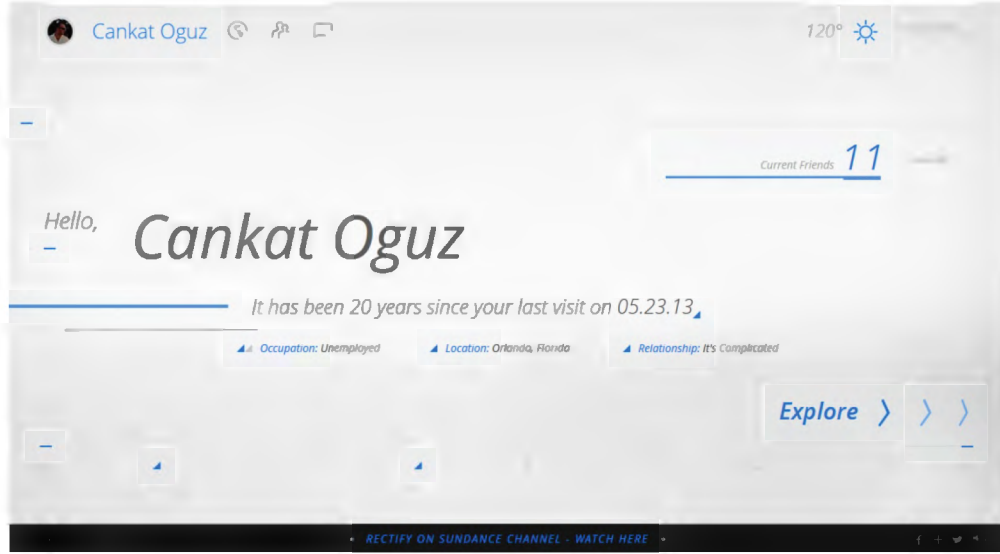 Cankat Oguz
120°
Current Friends 11
Hello, Cankat Oguz
It has been 20 years since your last visit on 05.23.13
Occupation: Unemployed Location: Orlando, Florida Relationship: It's Complicated
Explore
RECTIFY ON SUNDANCE CHANNEL - WATCH HERE